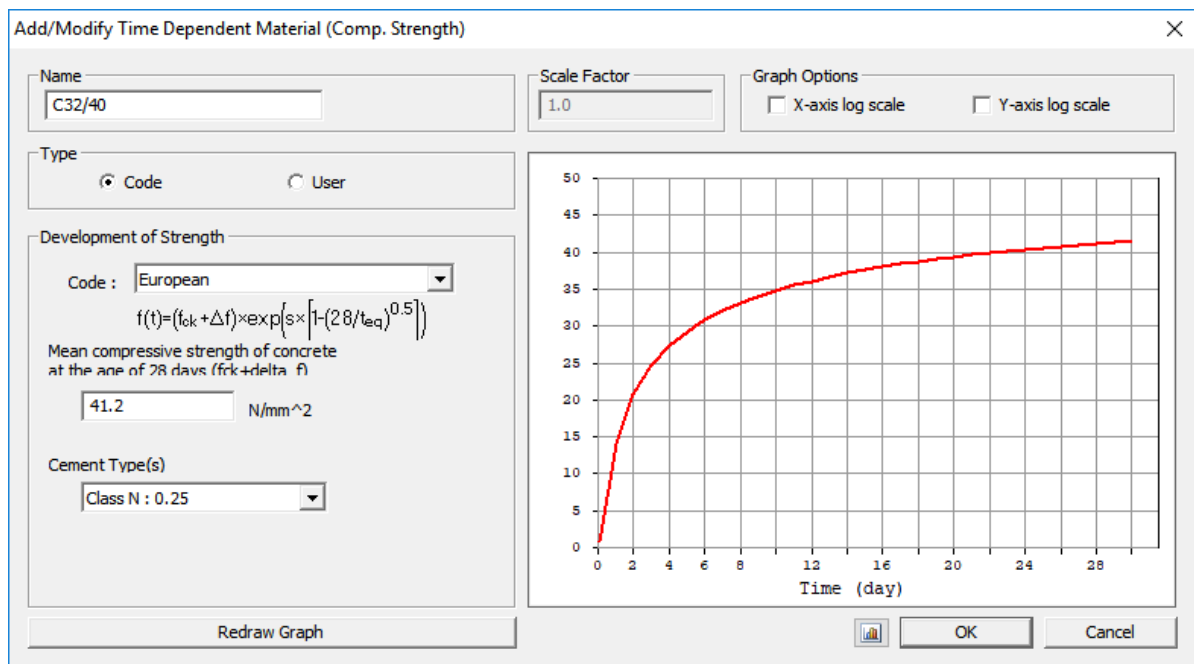 Add/Modify Time Dependent Material (Comp. Strength)
Name
C32/40
Scale Factor
1.0
Graph Options
X-axis log scale
Y-axis log scale
Type
Code
User
Development of Strength
Code :
European
f(t)=(fck+Δf)×exp{s×[1-(28/teq)^0.5]}
Mean compressive strength of concrete
at the age of 28 days (fck+delta_f)
41.2 N/mm^2
Cement Type(s)
Class N : 0.25
50
45
40
35
30
25
20
15
10
5
0
0 2 4 6 8 12 16 20 24 28
Time (day)
Redraw Graph
OK
Cancel